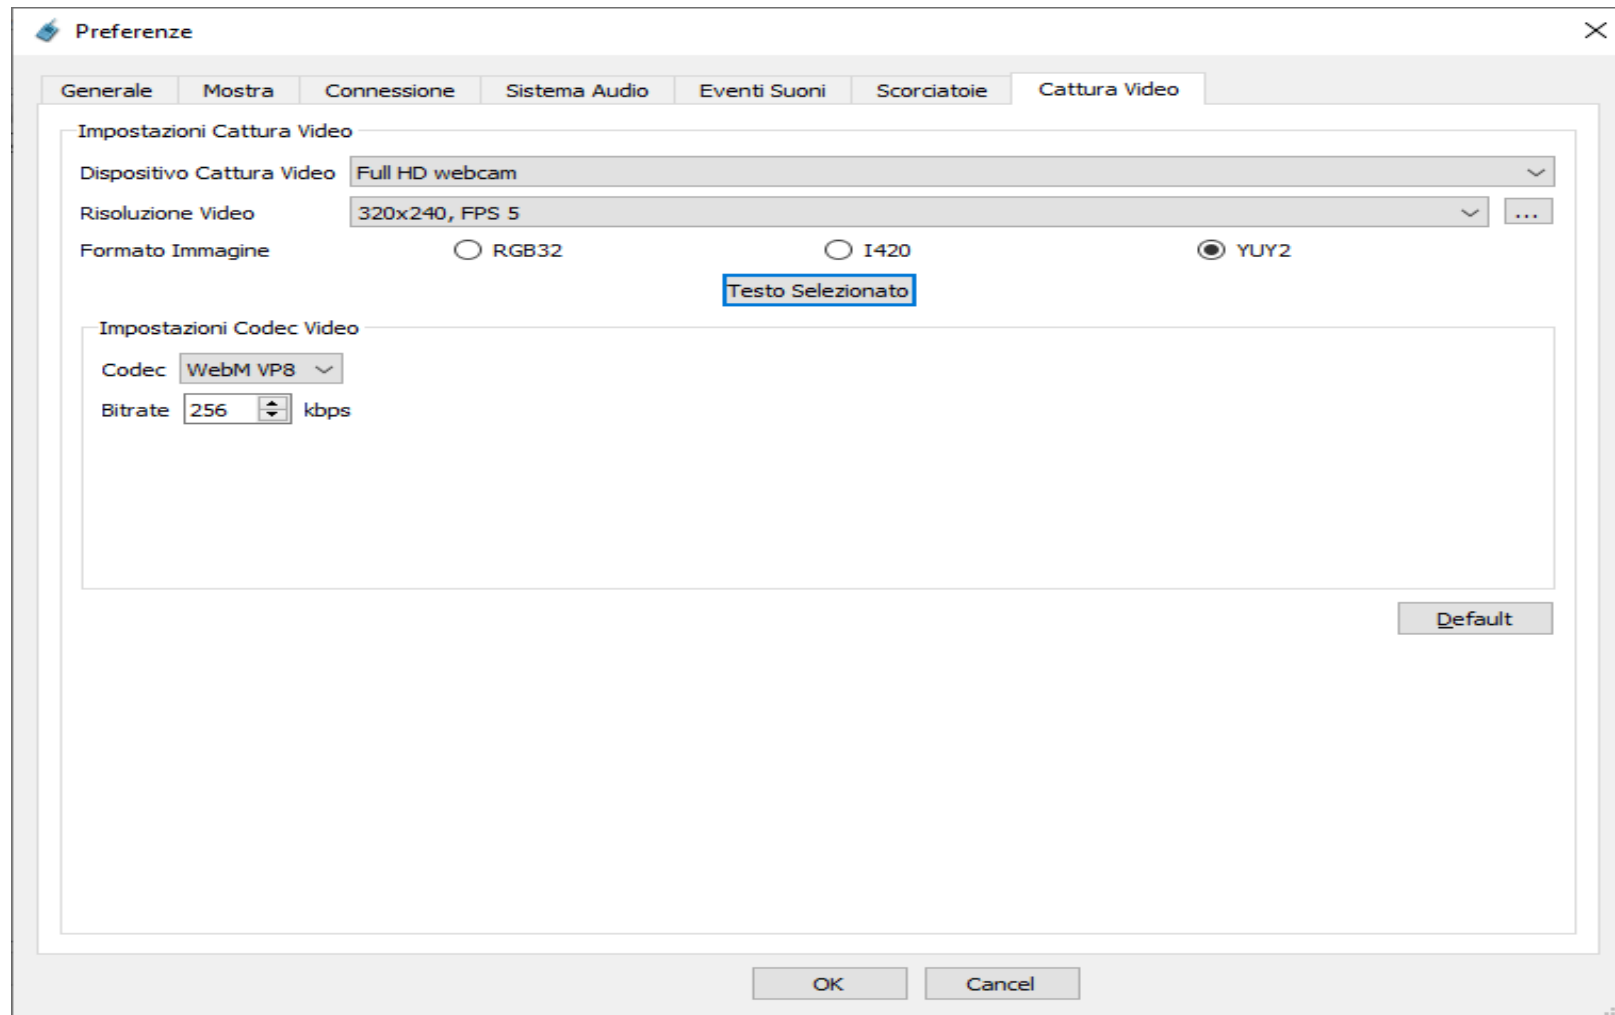 Preferenze
Generale Mostra Connessione Sistema Audio Eventi Suoni Scorciatoie Cattura Video
Impostazioni Cattura Video
Dispositivo Cattura Video Full HD webcam
Risoluzione Video 320x240, FPS 5 ...
Formato Immagine RGB32 I420 YUY2
Testo Selezionato
Impostazioni Codec Video
Codec WebM VP8
Bitrate 256 kbps
Default
OK Cancel